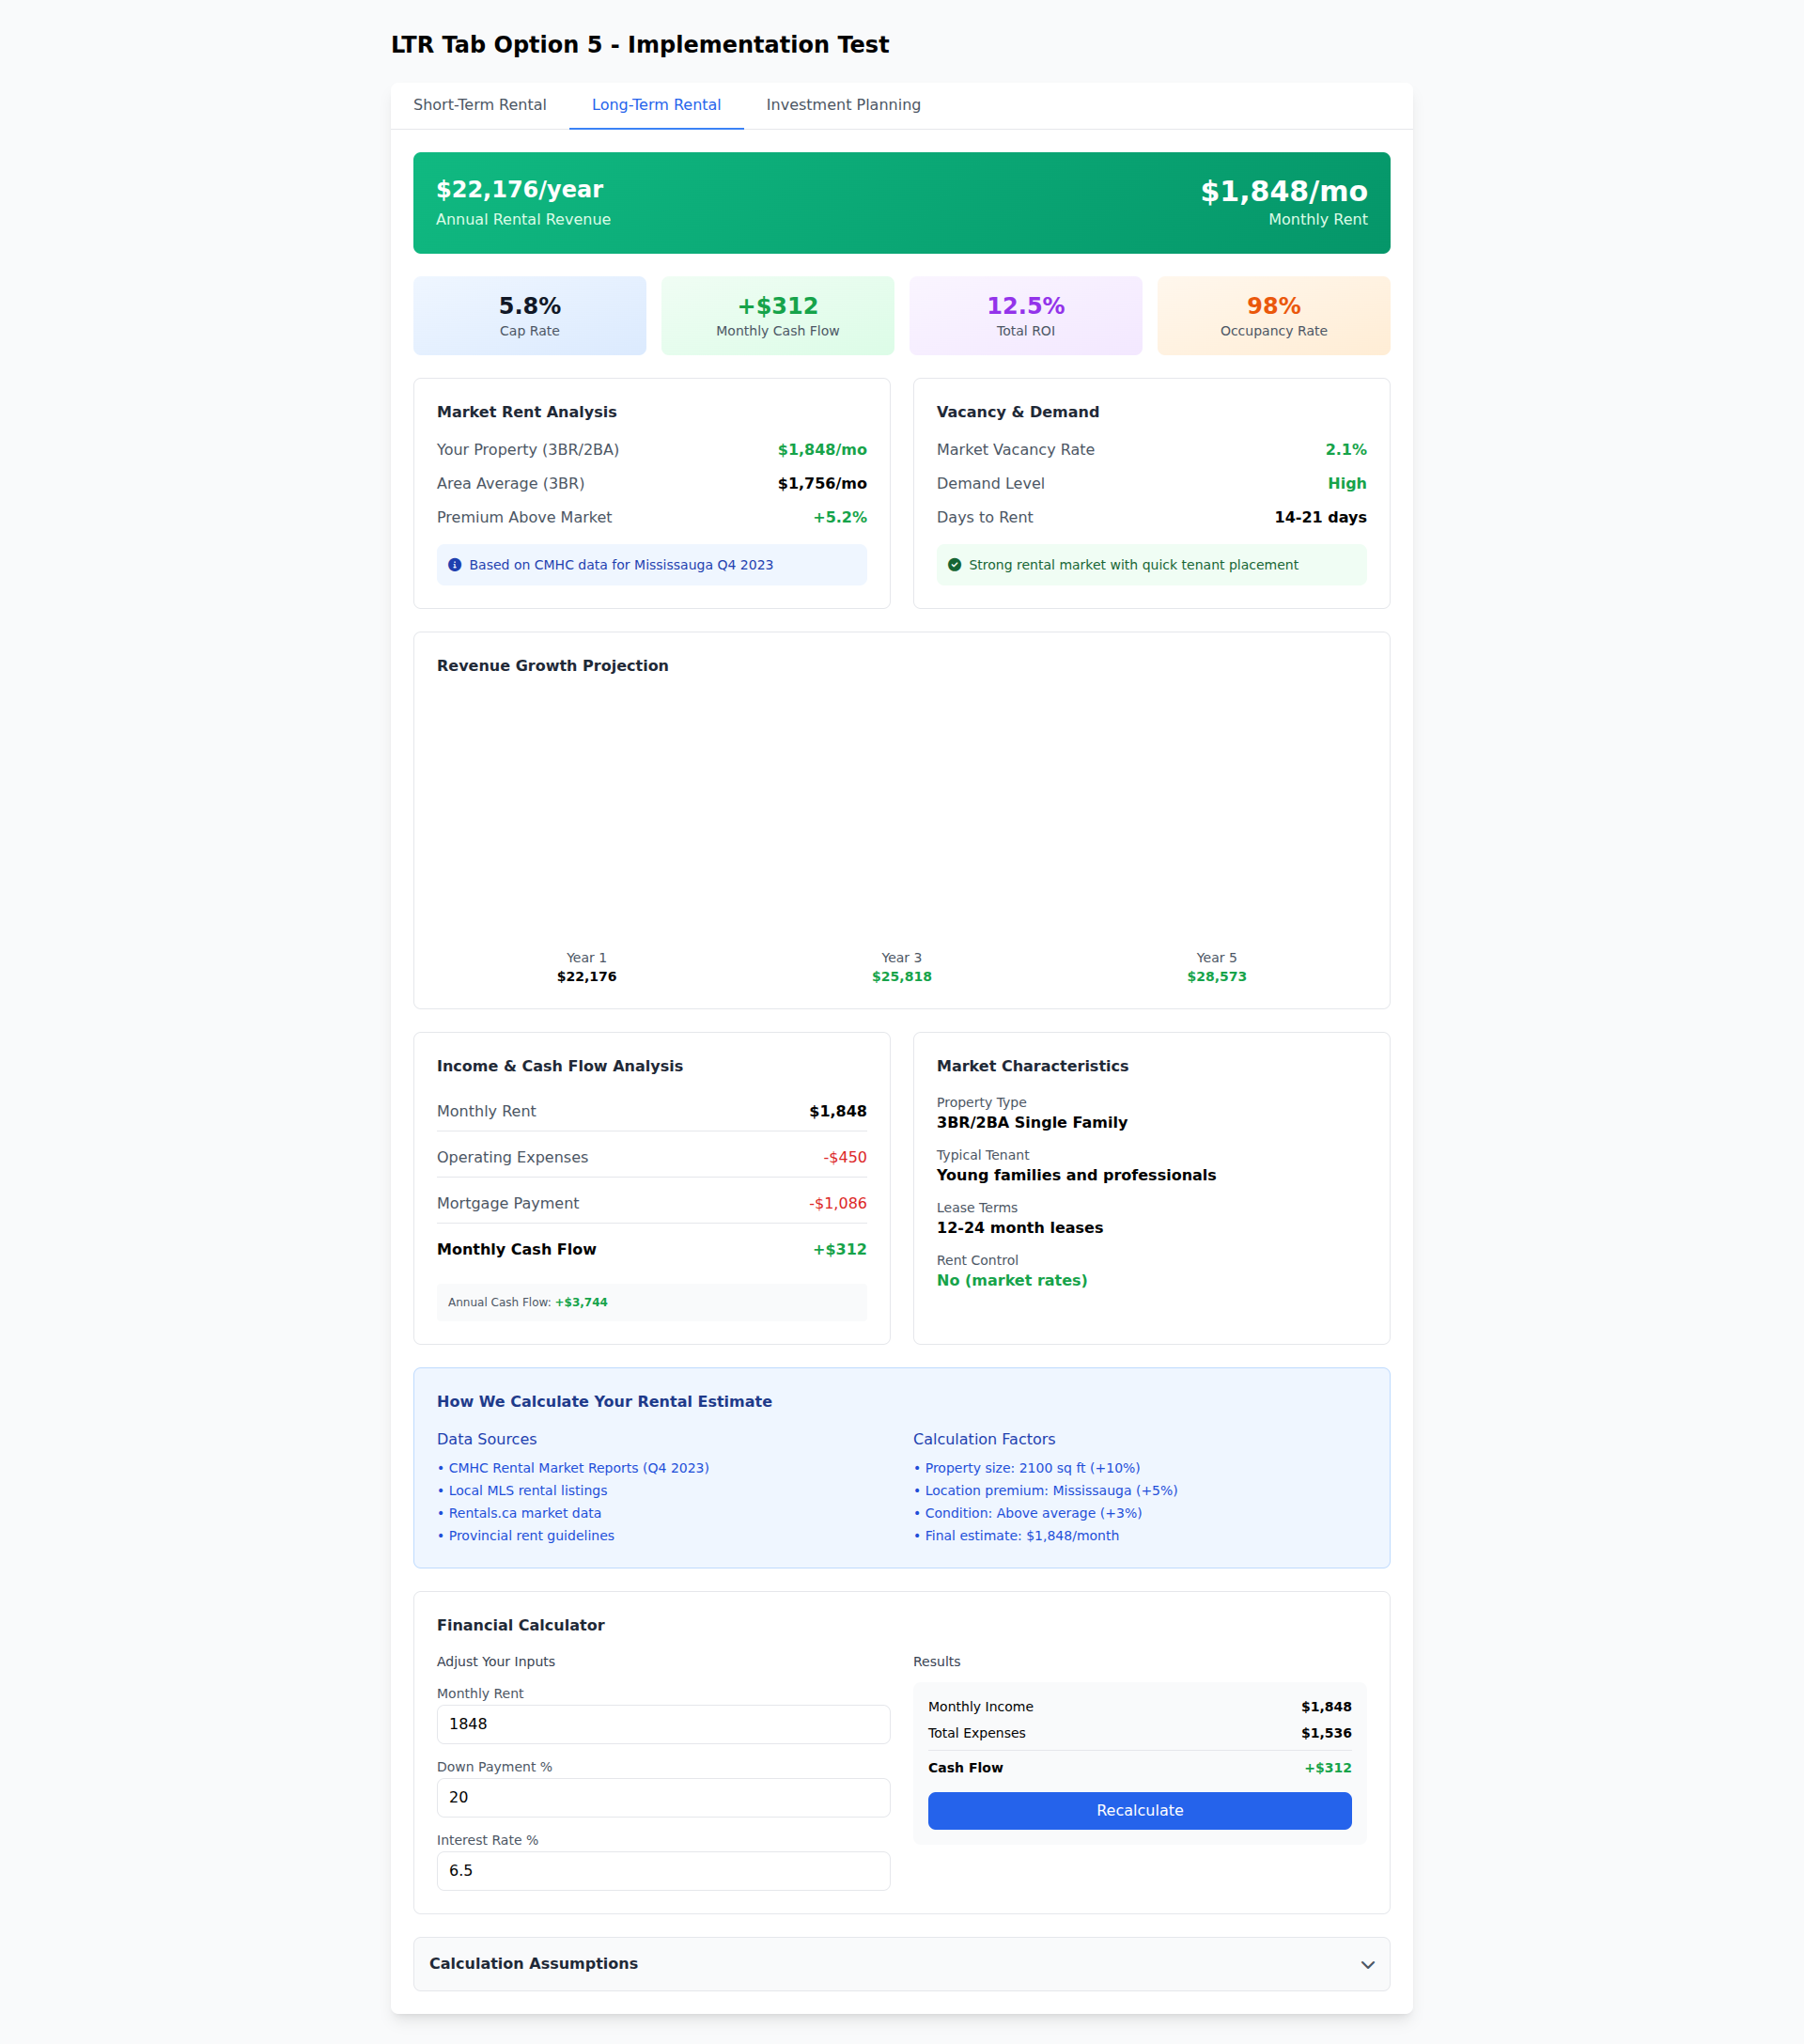 LTR Tab Option 5 - Implementation Test
Short-Term Rental
Long-Term Rental
Investment Planning
$22,176/year
Annual Rental Revenue
$1,848/mo
Monthly Rent
5.8%
Cap Rate
+$312
Monthly Cash Flow
12.5%
Total ROI
98%
Occupancy Rate
Market Rent Analysis
Your Property (3BR/2BA) $1,848/mo
Area Average (3BR) $1,756/mo
Premium Above Market +5.2%
Based on CMHC data for Mississauga Q4 2023
Vacancy & Demand
Market Vacancy Rate 2.1%
Demand Level High
Days to Rent 14-21 days
Strong rental market with quick tenant placement
Revenue Growth Projection
Year 1
$22,176
Year 3
$25,818
Year 5
$28,573
Income & Cash Flow Analysis
Monthly Rent $1,848
Operating Expenses -$450
Mortgage Payment -$1,086
Monthly Cash Flow +$312
Annual Cash Flow: +$3,744
Market Characteristics
Property Type
3BR/2BA Single Family
Typical Tenant
Young families and professionals
Lease Terms
12-24 month leases
Rent Control
No (market rates)
How We Calculate Your Rental Estimate
Data Sources
• CMHC Rental Market Reports (Q4 2023)
• Local MLS rental listings
• Rentals.ca market data
• Provincial rent guidelines
Calculation Factors
• Property size: 2100 sq ft (+10%)
• Location premium: Mississauga (+5%)
• Condition: Above average (+3%)
• Final estimate: $1,848/month
Financial Calculator
Adjust Your Inputs
Monthly Rent
1848
Down Payment %
20
Interest Rate %
6.5
Results
Monthly Income $1,848
Total Expenses $1,536
Cash Flow +$312
Recalculate
Calculation Assumptions